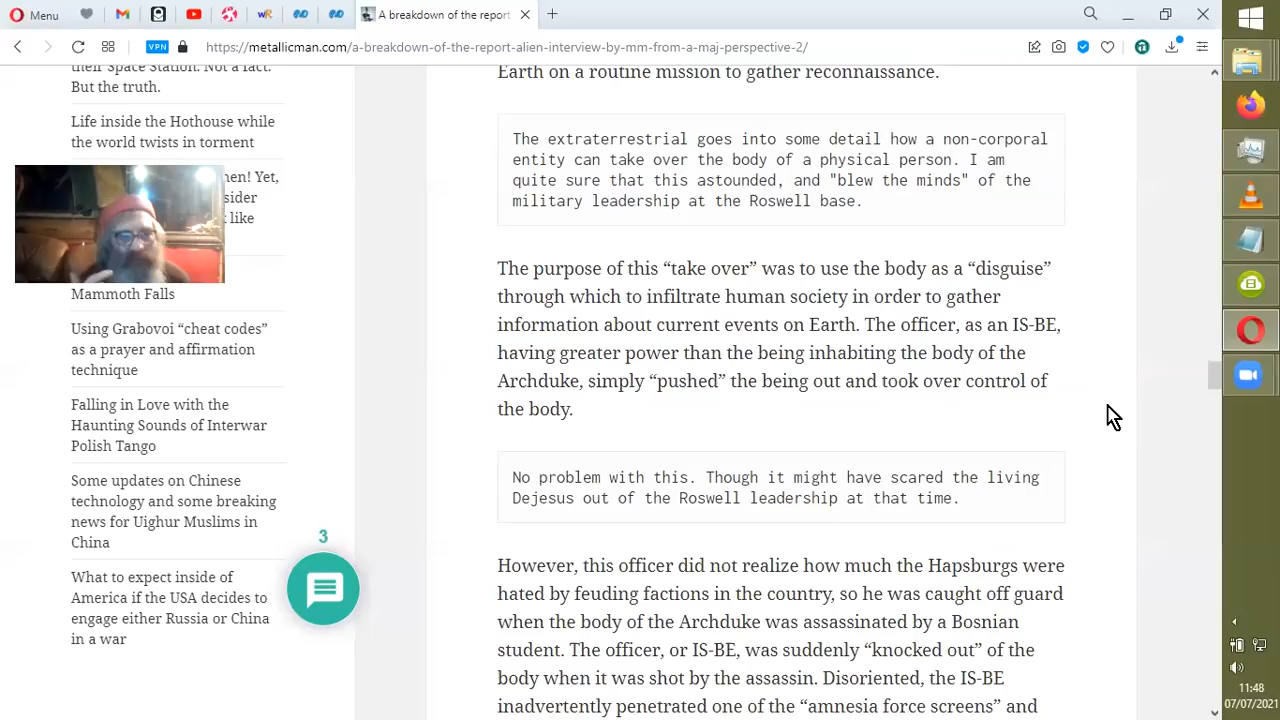 Menu
A breakdown of the report
VPN
https://metallicman.com/a-breakdown-of-the-report-alien-interview-by-mm-from-a-maj-perspective-2/
their Space Station. Not a fact.
But the truth.
Life inside the Hothouse while
the world twists in torment
nen! Yet,
sider
like
Mammoth Falls
Using Grabovoi “cheat codes”
as a prayer and affirmation
technique
Falling in Love with the
Haunting Sounds of Interwar
Polish Tango
Some updates on Chinese
technology and some breaking
news for Uighur Muslims in
China
What to expect inside of
America if the USA decides to
engage either Russia or China
in a war
3
Earth on a routine mission to gather reconnaissance.
The extraterrestrial goes into some detail how a non-corporal
entity can take over the body of a physical person. I am
quite sure that this astounded, and "blew the minds" of the
military leadership at the Roswell base.
The purpose of this “take over” was to use the body as a “disguise”
through which to infiltrate human society in order to gather
information about current events on Earth. The officer, as an IS-BE,
having greater power than the being inhabiting the body of the
Archduke, simply “pushed” the being out and took over control of
the body.
No problem with this. Though it might have scared the living
Dejesus out of the Roswell leadership at that time.
However, this officer did not realize how much the Hapsburgs were
hated by feuding factions in the country, so he was caught off guard
when the body of the Archduke was assassinated by a Bosnian
student. The officer, or IS-BE, was suddenly “knocked out” of the
body when it was shot by the assassin. Disoriented, the IS-BE
inadvertently penetrated one of the “amnesia force screens” and
11:48
07/07/2021